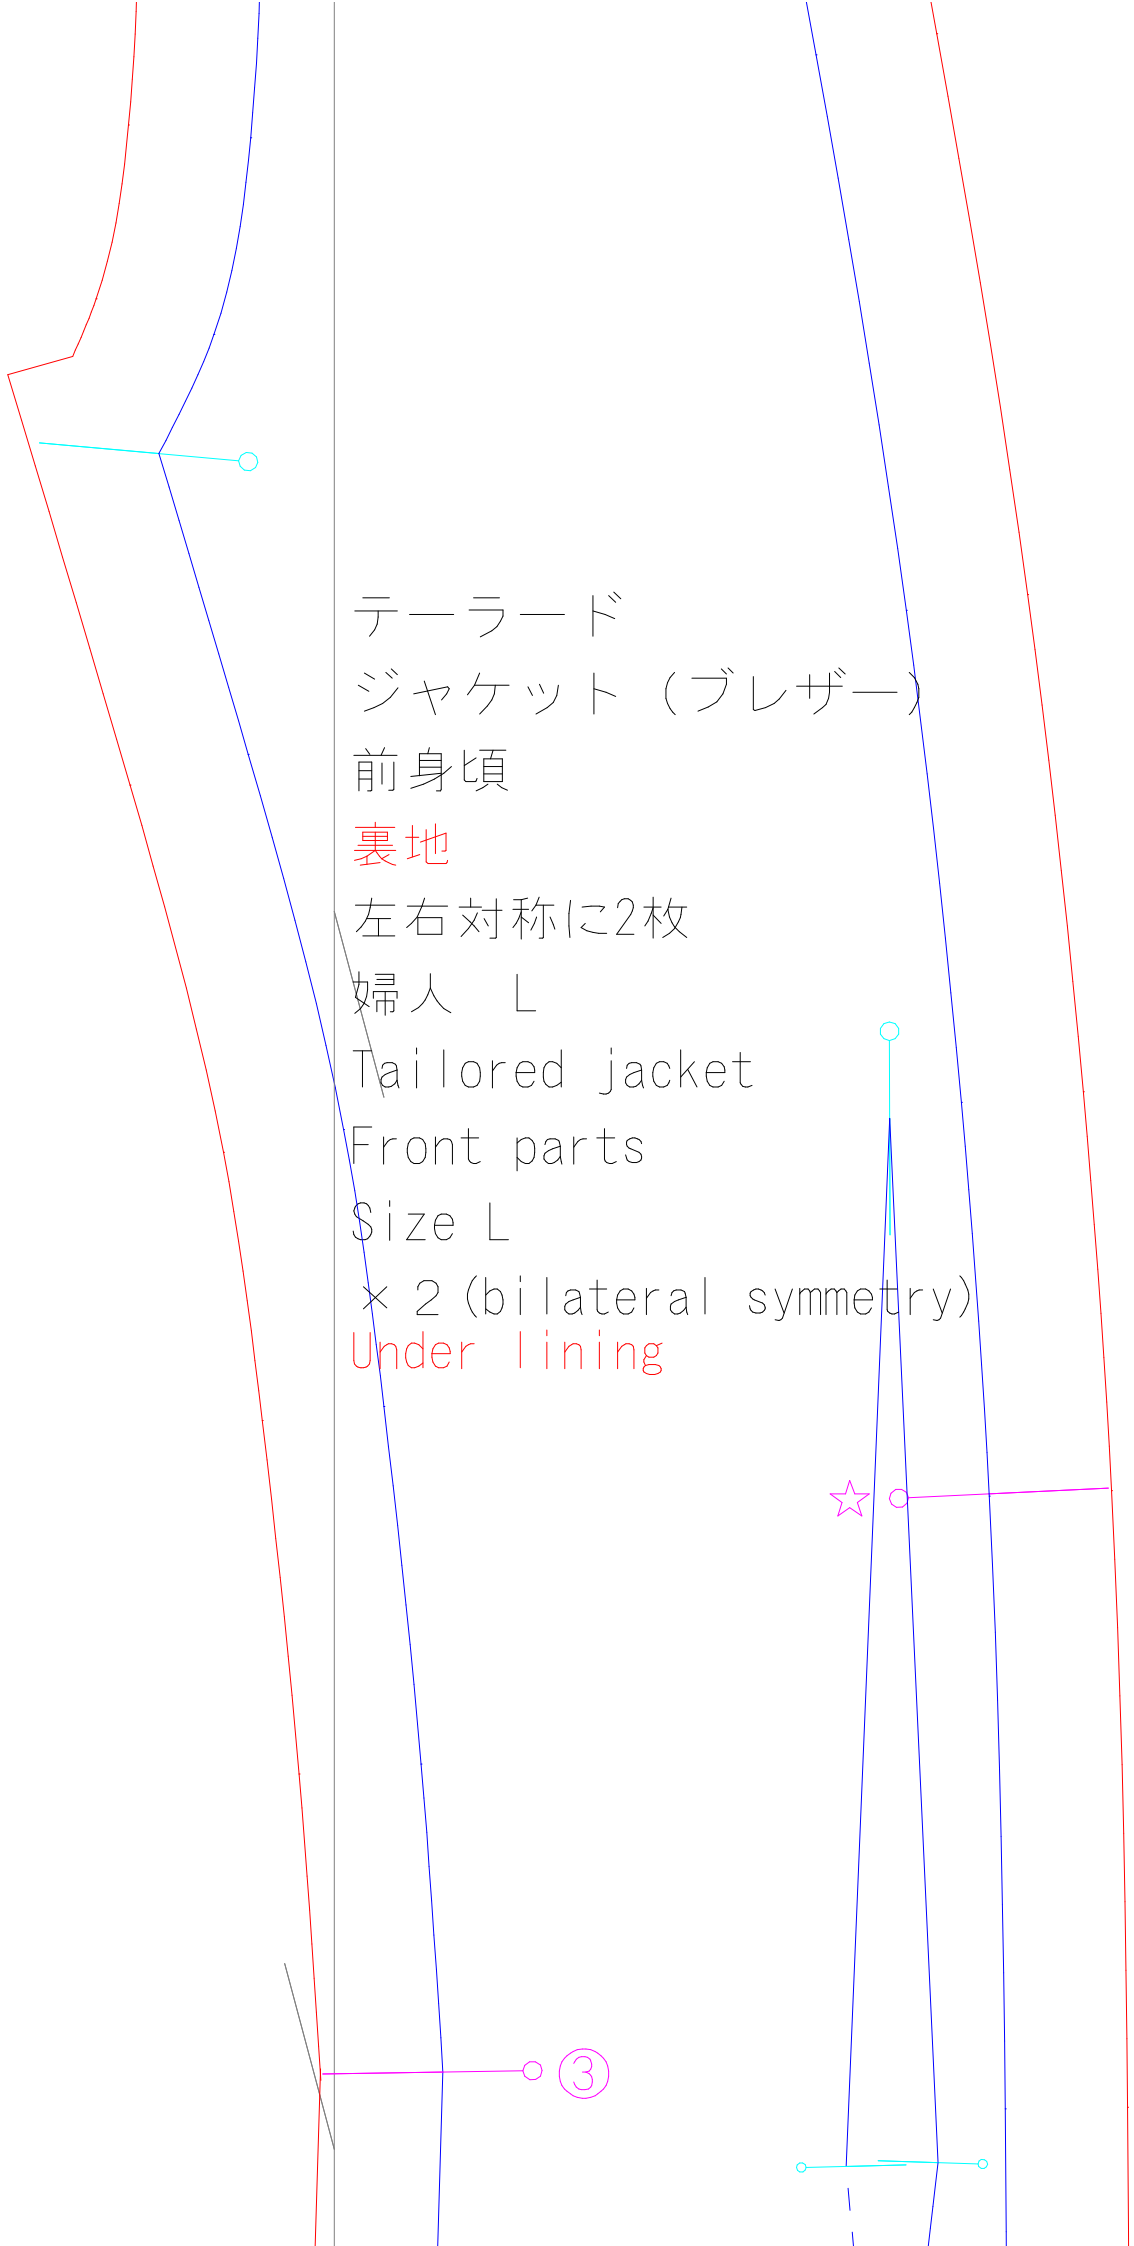 テーラード
ジャケット（ブレザー）
前身頃
裏地
左右対称に2枚
婦人　L
Tailored jacket
Front parts
Size L
×２(bilateral symmetry)
Under lining
☆
③